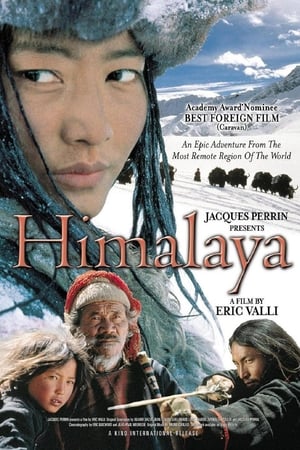 Academy Award Nominee
BEST FOREIGN FILM
(Caravan)
An Epic Adventure From The
Most Remote Region Of The World
JACQUES PERRIN
PRESENTS
Himalaya
A FILM BY
ERIC VALLI
A KINO INTERNATIONAL RELEASE